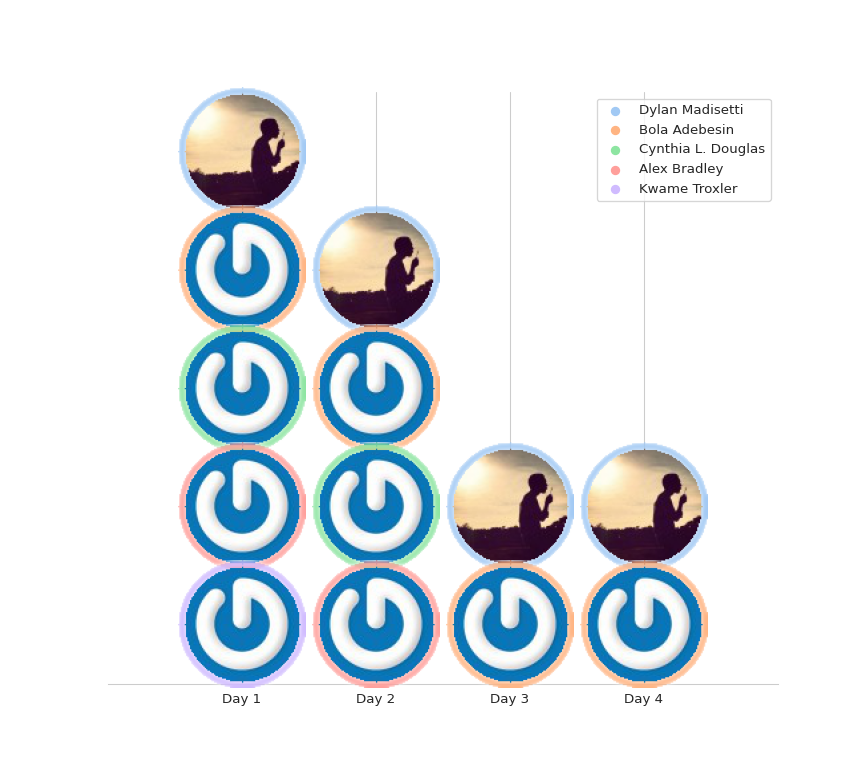 Dylan Madisetti
Bola Adebesin
Cynthia L. Douglas
Alex Bradley
Kwame Troxler
Day 1
Day 2
Day 3
Day 4